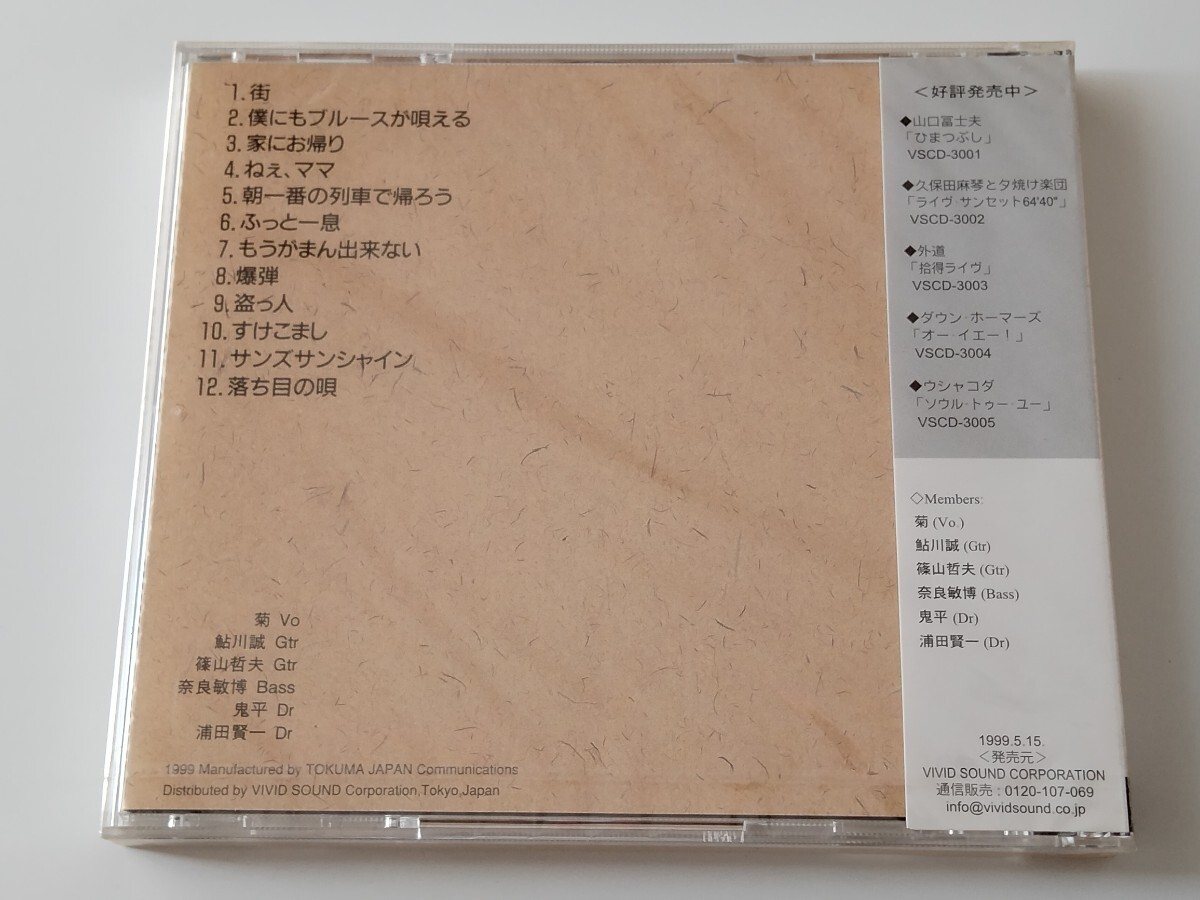 1. 街
2. 僕にもブルースが唄える
3. 家にお帰り
4. ねぇ、ママ
5. 朝一番の列車で帰ろう
6. ふっと一息
7. もうがまん出来ない
8. 爆弾
9. 盗っ人
10. すけこまし
11. サンズサンシャイン
12. 落ち目の唄
菊 Vo
鮎川誠 Gtr
篠山哲夫 Gtr
奈良敏博 Bass
鬼平 Dr
浦田賢一 Dr
1999 Manufactured by TOKUMA JAPAN Communications
Distributed by VIVID SOUND Corporation,Tokyo,Japan
＜好評発売中＞
◆山口冨士夫
「ひまつぶし」
VSCD-3001
◆久保田麻琴と夕焼け楽団
「ライヴ・サンセット64'40"」
VSCD-3002
◆外道
「拾得ライヴ」
VSCD-3003
◆ダウン・ホーマーズ
「オー・イエー！」
VSCD-3004
◆ウシャコダ
「ソウル・トゥー・ユー」
VSCD-3005
◇Members:
菊 (Vo.)
鮎川誠 (Gtr)
篠山哲夫 (Gtr)
奈良敏博 (Bass)
鬼平 (Dr)
浦田賢一 (Dr)
1999.5.15.
＜発売元＞
VIVID SOUND CORPORATION
通信販売 : 0120-107-069
info@vividsound.co.jp